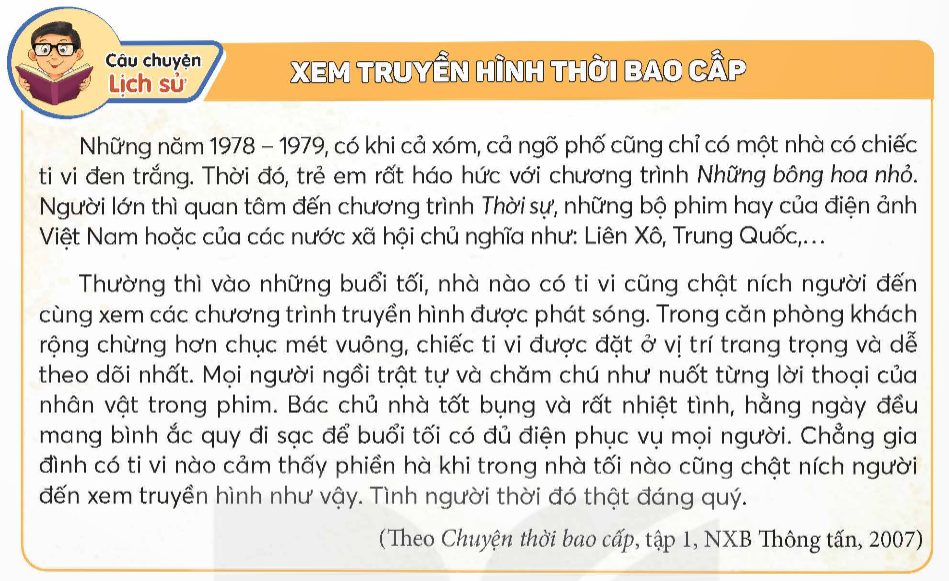 Câu chuyện
Lịch sử
XEM TRUYỀN HÌNH THỜI BAO CẤP
Những năm 1978 – 1979, có khi cả xóm, cả ngõ phố cũng chỉ có một nhà có chiếc
ti vi đen trắng. Thời đó, trẻ em rất háo hức với chương trình Những bông hoa nhỏ.
Người lớn thì quan tâm đến chương trình Thời sự, những bộ phim hay của điện ảnh
Việt Nam hoặc của các nước xã hội chủ nghĩa như: Liên Xô, Trung Quốc,...
Thường thì vào những buổi tối, nhà nào có ti vi cũng chật ních người đến
cùng xem các chương trình truyền hình được phát sóng. Trong căn phòng khách
rộng chừng hơn chục mét vuông, chiếc ti vi được đặt ở vị trí trang trọng và dễ
theo dõi nhất. Mọi người ngồi trật tự và chăm chú như nuốt từng lời thoại của
nhân vật trong phim. Bác chủ nhà tốt bụng và rất nhiệt tình, hằng ngày đều
mang bình ắc quy đi sạc để buổi tối có đủ điện phục vụ mọi người. Chẳng gia
đình có ti vi nào cảm thấy phiền hà khi trong nhà tối nào cũng chật ních người
đến xem truyền hình như vậy. Tình người thời đó thật đáng quý.
(Theo Chuyện thời bao cấp, tập 1, NXB Thông tấn, 2007)